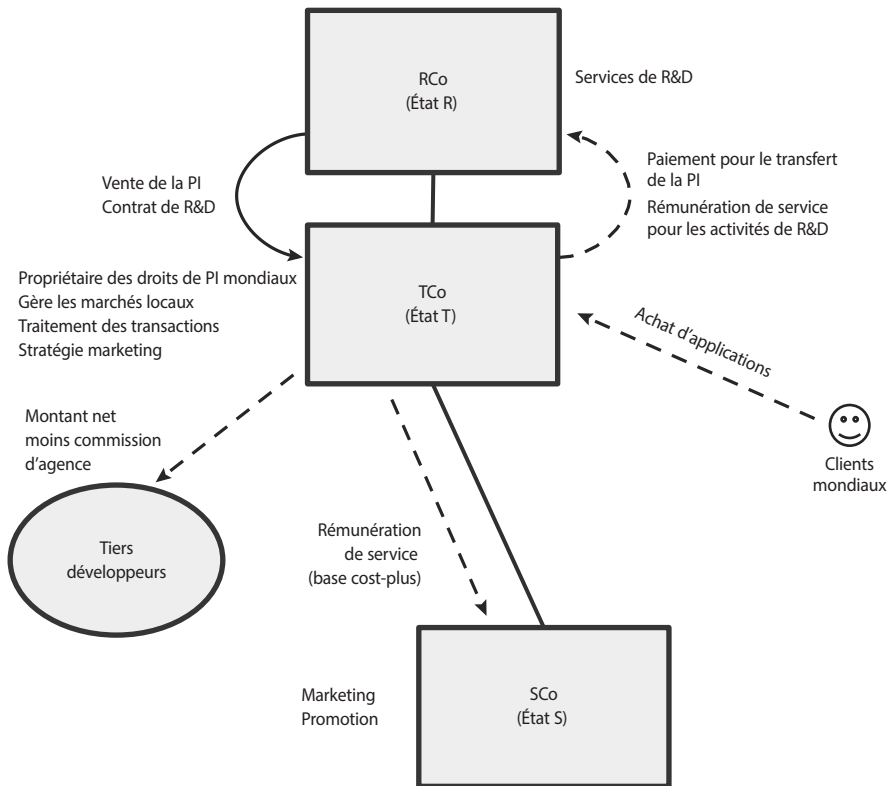 RCo
(État R)
Services de R&D
Vente de la PI
Contrat de R&D
Paiement pour le transfert
de la PI
Rémunération de service
pour les activités de R&D
Propriétaire des droits de PI mondiaux
Gère les marchés locaux
Traitement des transactions
Stratégie marketing
TCo
(État T)
Achat d'applications
Clients
mondiaux
Montant net
moins commission
d'agence
Tiers
développeurs
Rémunération
de service
(base cost-plus)
Marketing
Promotion
SCo
(État S)